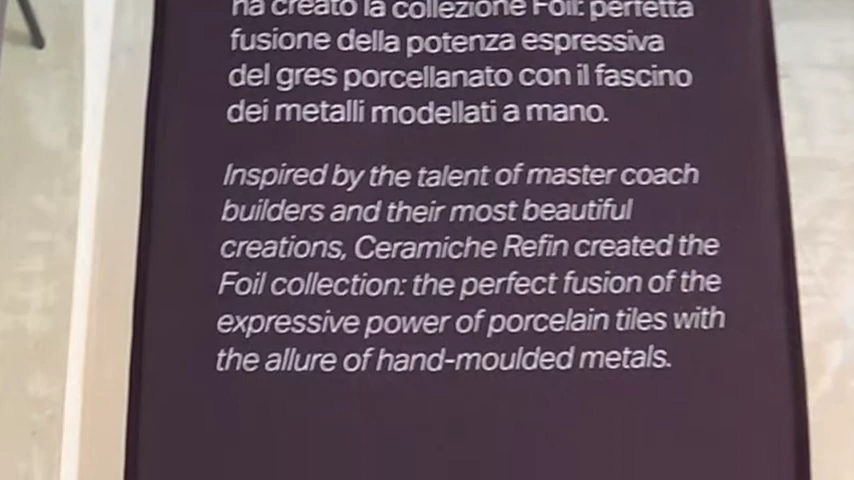 ha creato la collezione Foil: perfetta
fusione della potenza espressiva
del gres porcellanato con il fascino
dei metalli modellati a mano.
Inspired by the talent of master coach
builders and their most beautiful
creations, Ceramiche Refin created the
Foil collection: the perfect fusion of the
expressive power of porcelain tiles with
the allure of hand-moulded metals.